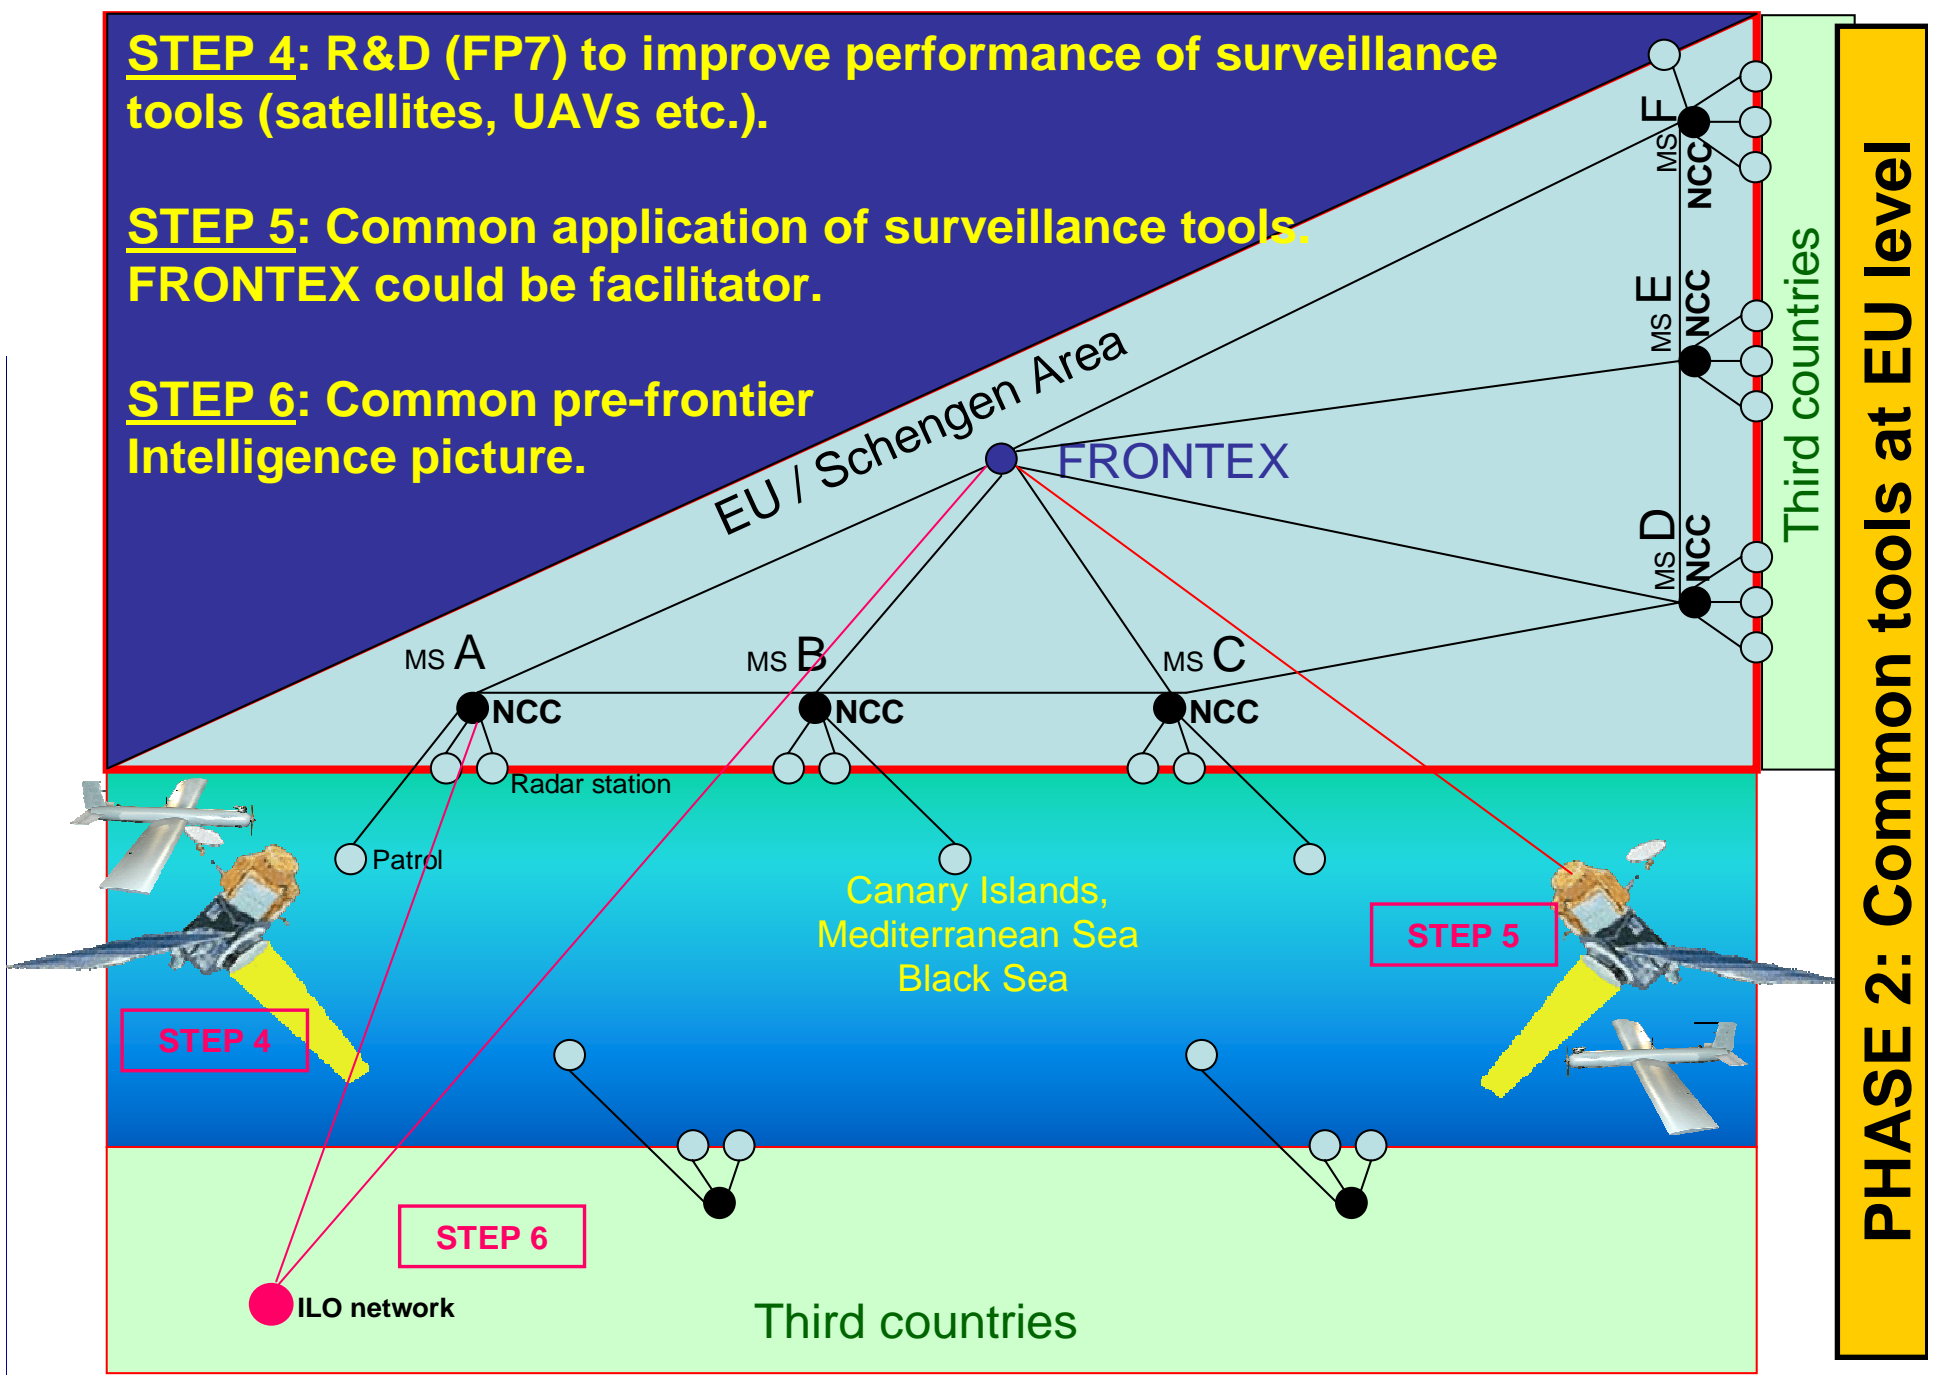 STEP 4: R&D (FP7) to improve performance of surveillance
tools (satellites, UAVs etc.).
STEP 5: Common application of surveillance tools.
FRONTEX could be facilitator.
STEP 6: Common pre-frontier
Intelligence picture.
EU / Schengen Area
FRONTEX
MS F
NCC
MS E
NCC
MS D
NCC
Third countries
PHASE 2: Common tools at EU level
MS A
NCC
MS B
NCC
MS C
NCC
Radar station
Patrol
Canary Islands,
Mediterranean Sea
Black Sea
STEP 5
STEP 4
STEP 6
ILO network
Third countries